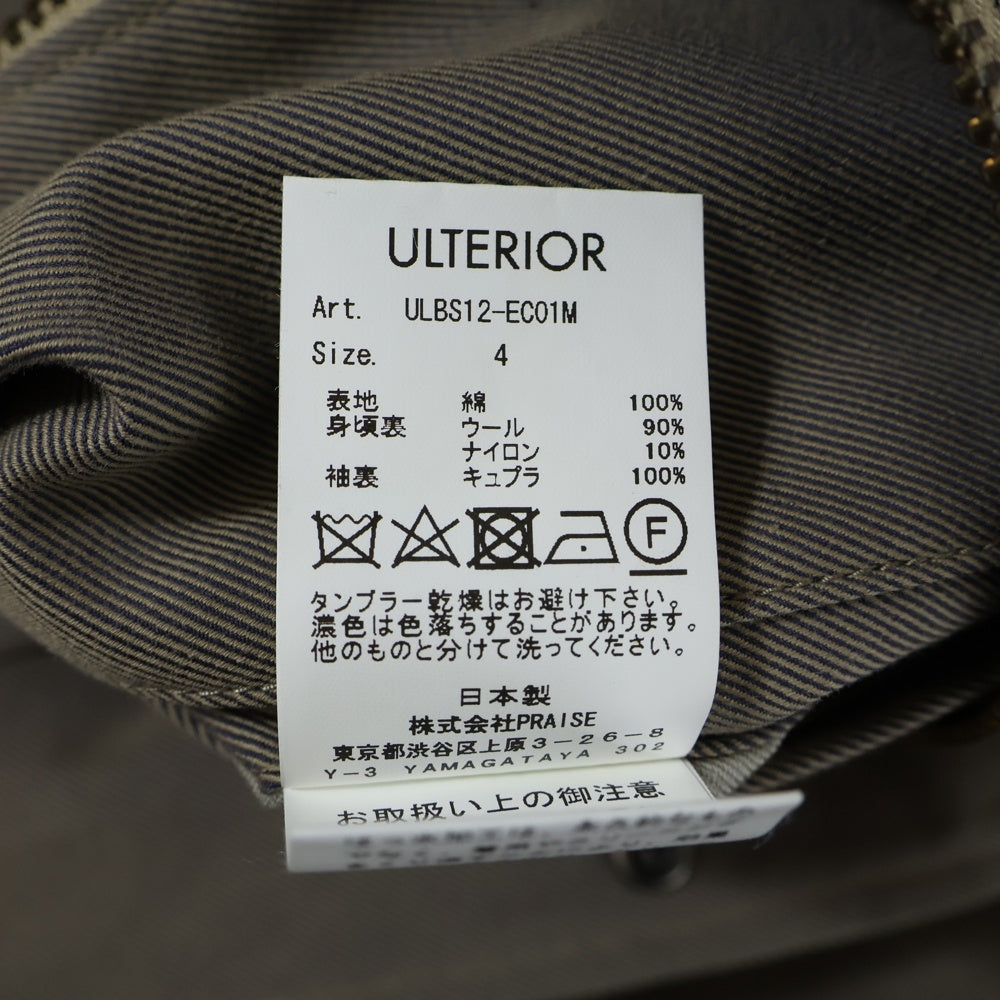 ULTERIOR
Art. ULBS12-EC01M
Size. 4
表地 綿 100%
身頃裏 ウール 90%
ナイロン 10%
袖裏 キュプラ 100%
F
タンブラー乾燥はお避け下さい。
濃色は色落ちすることがあります。
他のものと分けて洗ってください。
日本製
株式会社PRAISE
東京都渋谷区上原3-26-8
Y-3 YAMAGATAYA 302
お取扱い上の御注意